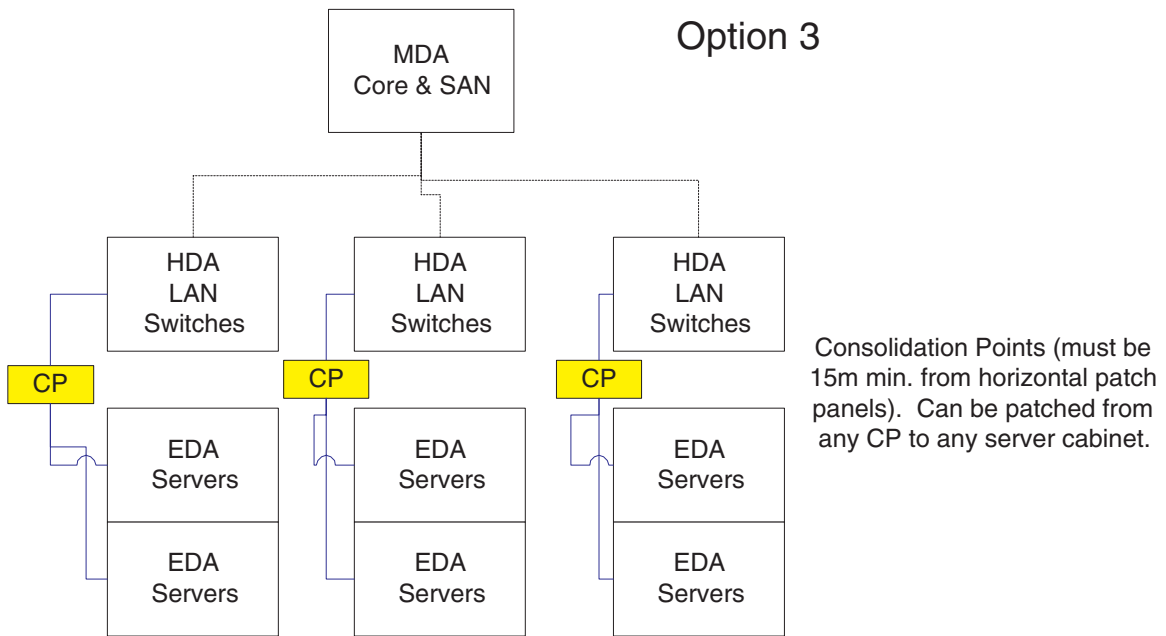 Option 3
MDA
Core & SAN
HDA
LAN
Switches
HDA
LAN
Switches
HDA
LAN
Switches
CP
CP
CP
Consolidation Points (must be
15m min. from horizontal patch
panels). Can be patched from
any CP to any server cabinet.
EDA
Servers
EDA
Servers
EDA
Servers
EDA
Servers
EDA
Servers
EDA
Servers